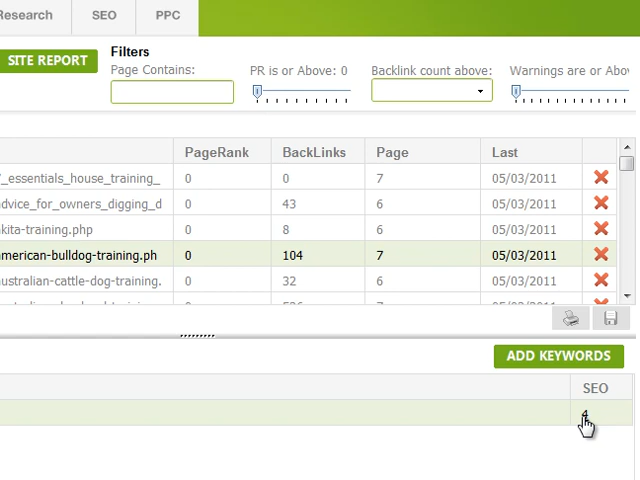 Research SEO PPC
SITE REPORT
Filters
Page Contains: PR is or Above: 0 Backlink count above: Warnings are or Abov
PageRank BackLinks Page Last
_essentials_house_training_ 0 0 7 05/03/2011
advice_for_owners_digging_d 0 43 6 05/03/2011
akita-training.php 0 8 6 05/03/2011
american-bulldog-training.ph 0 104 7 05/03/2011
australian-cattle-dog-training. 0 32 6 05/03/2011
ADD KEYWORDS
SEO
4